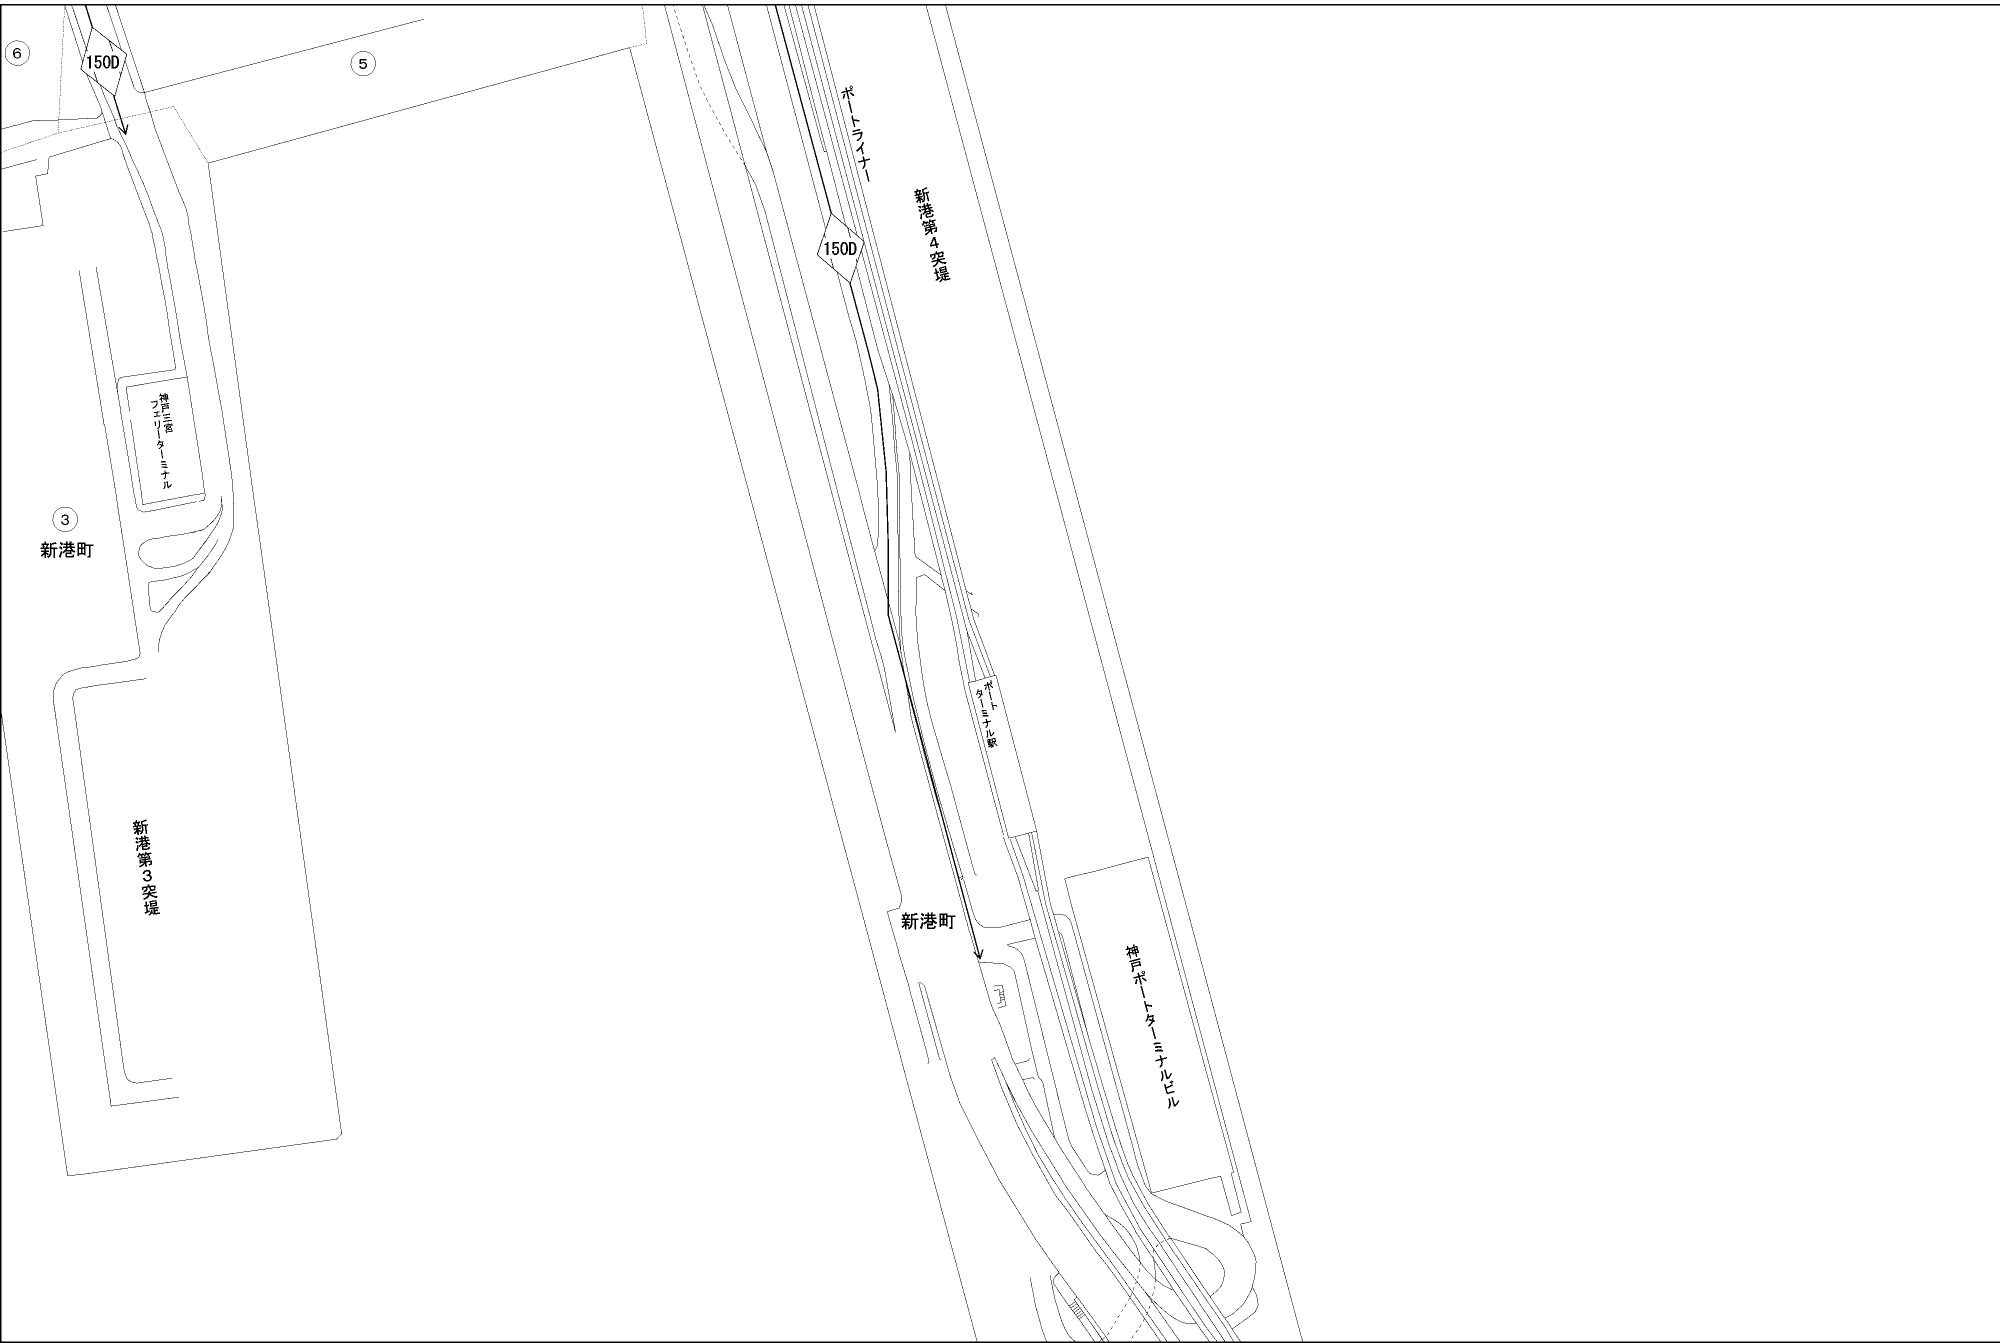 6
150D
5
ポートライナー
新港第4突堤
150D
神戸三宮
フェリーターミナル
3
新港町
ポート
ターミナル駅
新港第3突堤
新港町
神戸ポートターミナルビル